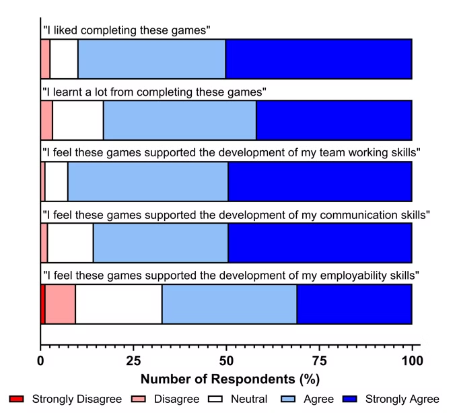 "I liked completing these games"
"I learnt a lot from completing these games"
"I feel these games supported the development of my team working skills"
"I feel these games supported the development of my communication skills"
"I feel these games supported the development of my employability skills"
0 25 50 75 100
Number of Respondents (%)
Strongly Disagree Disagree Neutral Agree Strongly Agree